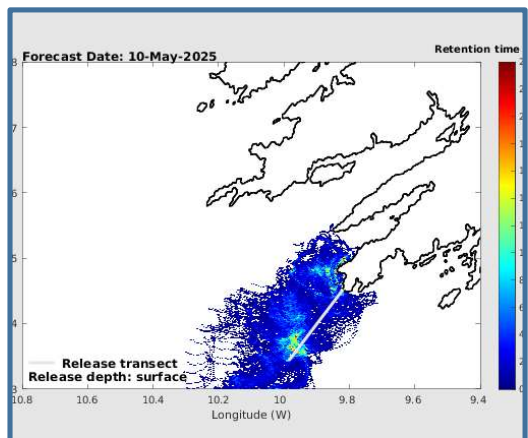 Retention time
Forecast Date: 10-May-2025
8
7
6
5
4
3
Release transect
Release depth: surface
10.8
10.6
10.4
10.2
10
9.8
9.6
9.4
Longitude (W)